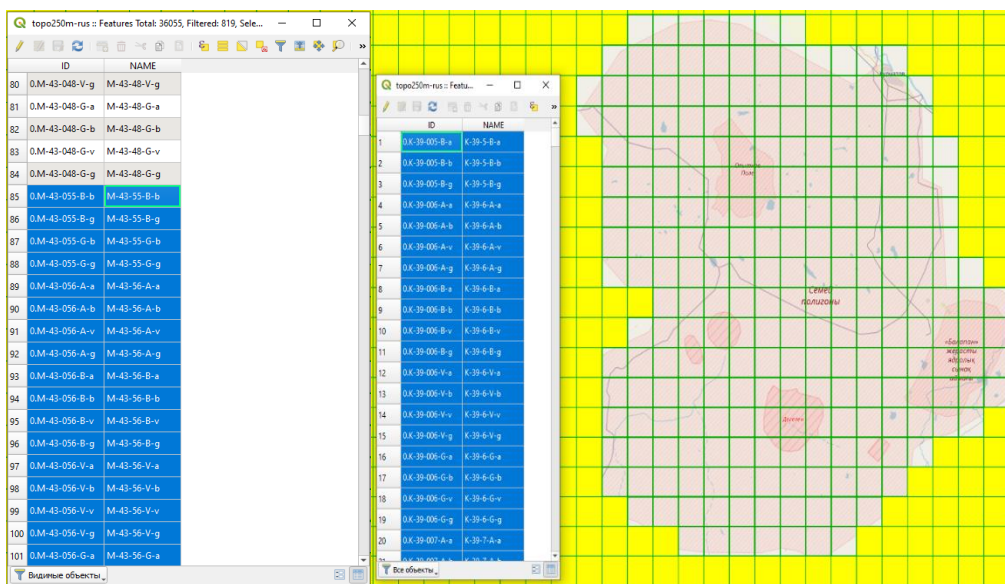 topo250m-rus :: Features Total: 36055, Filtered: 819, Sele...
ID NAME
80 0.M-43-048-V-g M-43-48-V-g
81 0.M-43-048-G-a M-43-48-G-a
82 0.M-43-048-G-b M-43-48-G-b
83 0.M-43-048-G-v M-43-48-G-v
84 0.M-43-048-G-g M-43-48-G-g
85 0.M-43-055-B-b M-43-55-B-b
86 0.M-43-055-B-g M-43-55-B-g
87 0.M-43-055-G-b M-43-55-G-b
88 0.M-43-055-G-g M-43-55-G-g
89 0.M-43-056-A-a M-43-56-A-a
90 0.M-43-056-A-b M-43-56-A-b
91 0.M-43-056-A-v M-43-56-A-v
92 0.M-43-056-A-g M-43-56-A-g
93 0.M-43-056-B-a M-43-56-B-a
94 0.M-43-056-B-b M-43-56-B-b
95 0.M-43-056-B-v M-43-56-B-v
96 0.M-43-056-B-g M-43-56-B-g
97 0.M-43-056-V-a M-43-56-V-a
98 0.M-43-056-V-b M-43-56-V-b
99 0.M-43-056-V-v M-43-56-V-v
100 0.M-43-056-V-g M-43-56-V-g
101 0.M-43-056-G-a M-43-56-G-a
Видимые объекты
topo250m-rus :: Featu...
ID NAME
1 0.K-39-005-B-a K-39-5-B-a
2 0.K-39-005-B-b K-39-5-B-b
3 0.K-39-005-B-g K-39-5-B-g
4 0.K-39-006-A-a K-39-6-A-a
5 0.K-39-006-A-b K-39-6-A-b
6 0.K-39-006-A-v K-39-6-A-v
7 0.K-39-006-A-g K-39-6-A-g
8 0.K-39-006-B-a K-39-6-B-a
9 0.K-39-006-B-b K-39-6-B-b
10 0.K-39-006-B-v K-39-6-B-v
11 0.K-39-006-B-g K-39-6-B-g
12 0.K-39-006-V-a K-39-6-V-a
13 0.K-39-006-V-b K-39-6-V-b
14 0.K-39-006-V-v K-39-6-V-v
15 0.K-39-006-V-g K-39-6-V-g
16 0.K-39-006-G-a K-39-6-G-a
17 0.K-39-006-G-b K-39-6-G-b
18 0.K-39-006-G-v K-39-6-G-v
19 0.K-39-006-G-g K-39-6-G-g
20 0.K-39-007-A-a K-39-7-A-a
Все объекты
Поле
Семей
полигоны
«Балапан»
жерасты
ядролық
сынақ